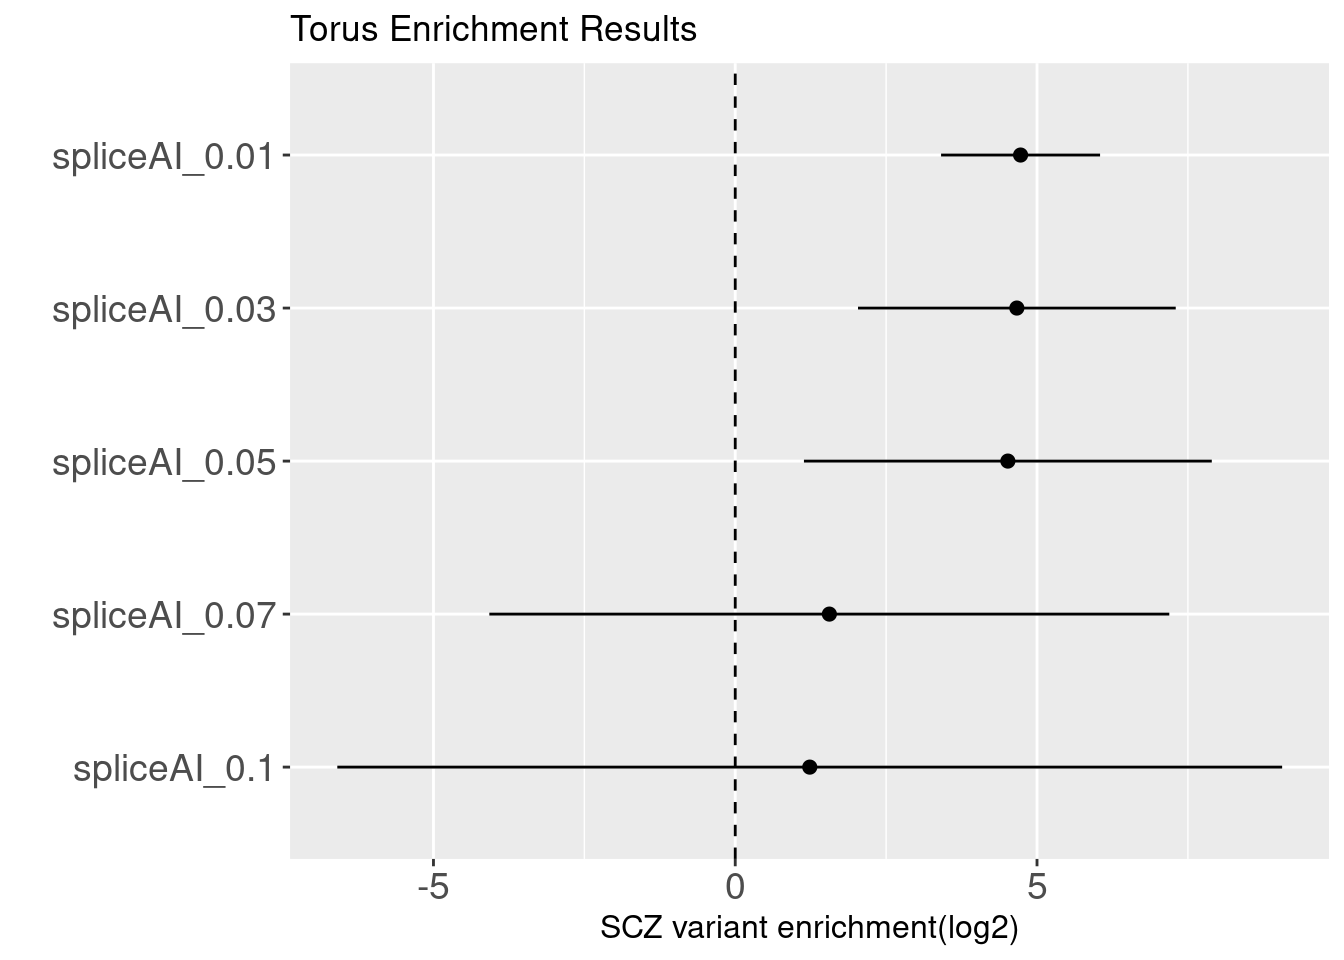 Torus Enrichment Results
spliceAI_0.01
spliceAI_0.03
spliceAI_0.05
spliceAI_0.07
spliceAI_0.1
-5 0 5
SCZ variant enrichment(log2)